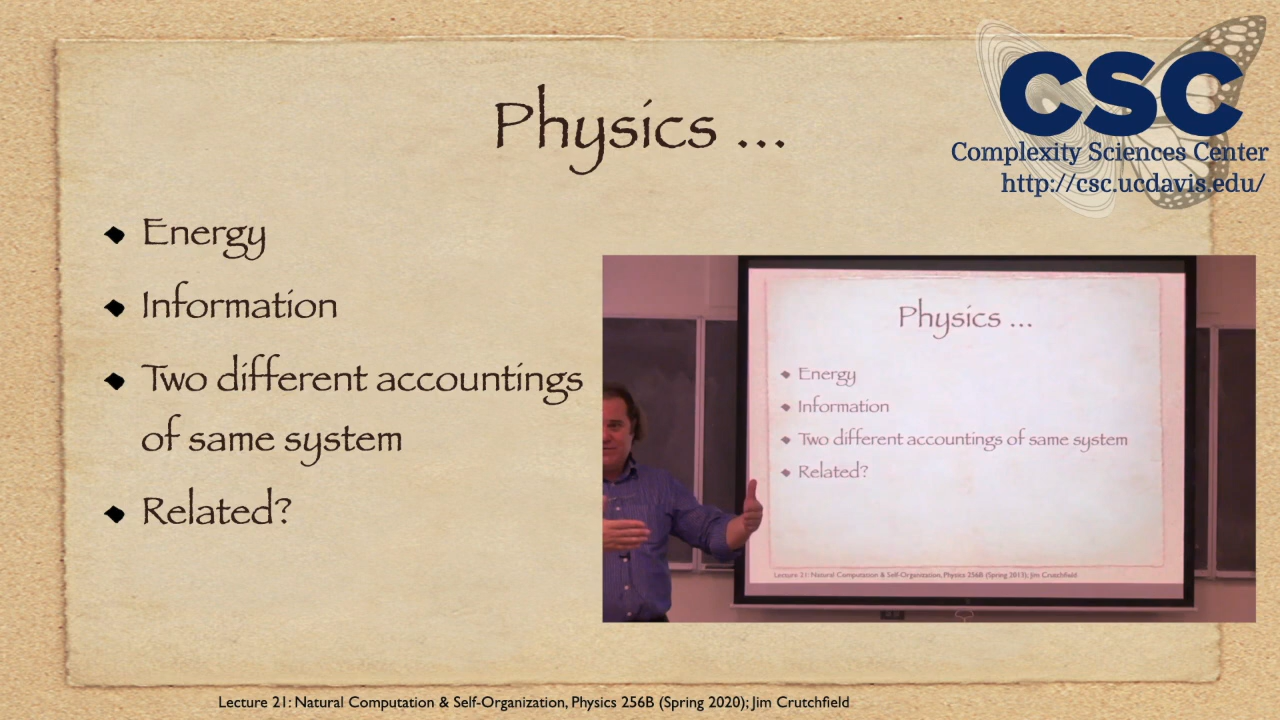 Physics ...
CSC
Complexity Sciences Center
http://csc.ucdavis.edu/
Energy
Information
Two different accountings
of same system
Related?
Physics ...
Energy
Information
Two different accountings of same system
Related?
Lecture 21: Natural Computation & Self-Organization, Physics 256B (Spring 2013); Jim Crutchfield
Lecture 21: Natural Computation & Self-Organization, Physics 256B (Spring 2020); Jim Crutchfield